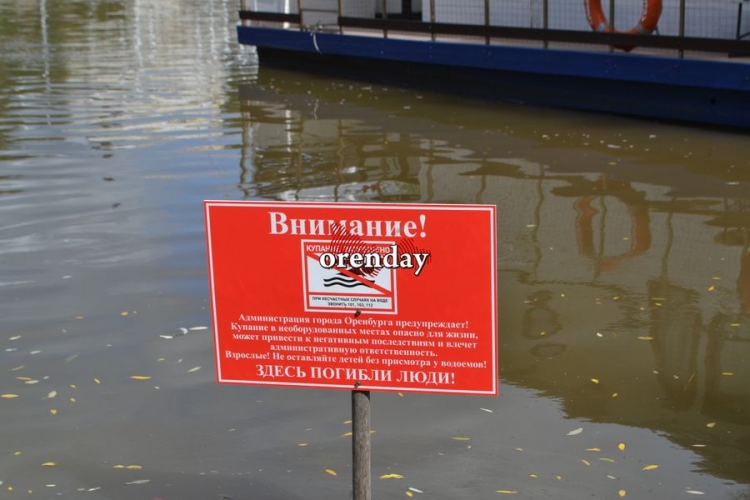 Внимание!
КУПАНИЕ
orenday
ПРИ НЕСЧАСТНЫХ СЛУЧАЯХ НА ВОДЕ
ЗВОНИТЬ 101, 103, 112
Администрация города Оренбурга предупреждает!
Купание в необорудованных местах опасно для жизни,
может привести к негативным последствиям и влечет
административную ответственность.
Взрослые! Не оставляйте детей без присмотра у водоемов!
ЗДЕСЬ ПОГИБЛИ ЛЮДИ!